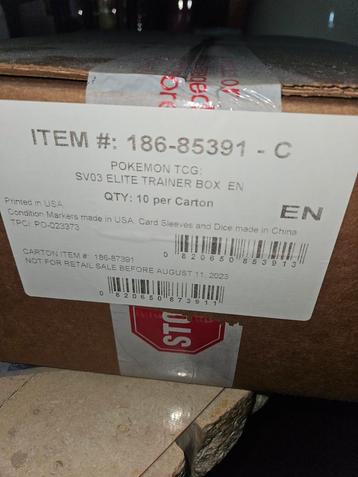 ITEM #: 186-85391 - C
POKEMON TCG:
SV03 ELITE TRAINER BOX EN
QTY: 10 per Carton
EN
Printed in USA
Condition Markers made in USA. Card Sleeves and Dice made in China
TPCi PO-023373
0 820650 853913
CARTON ITEM #: 186-87391
NOT FOR RETAIL SALE BEFORE AUGUST 11, 2023
0 820650 873911
STO